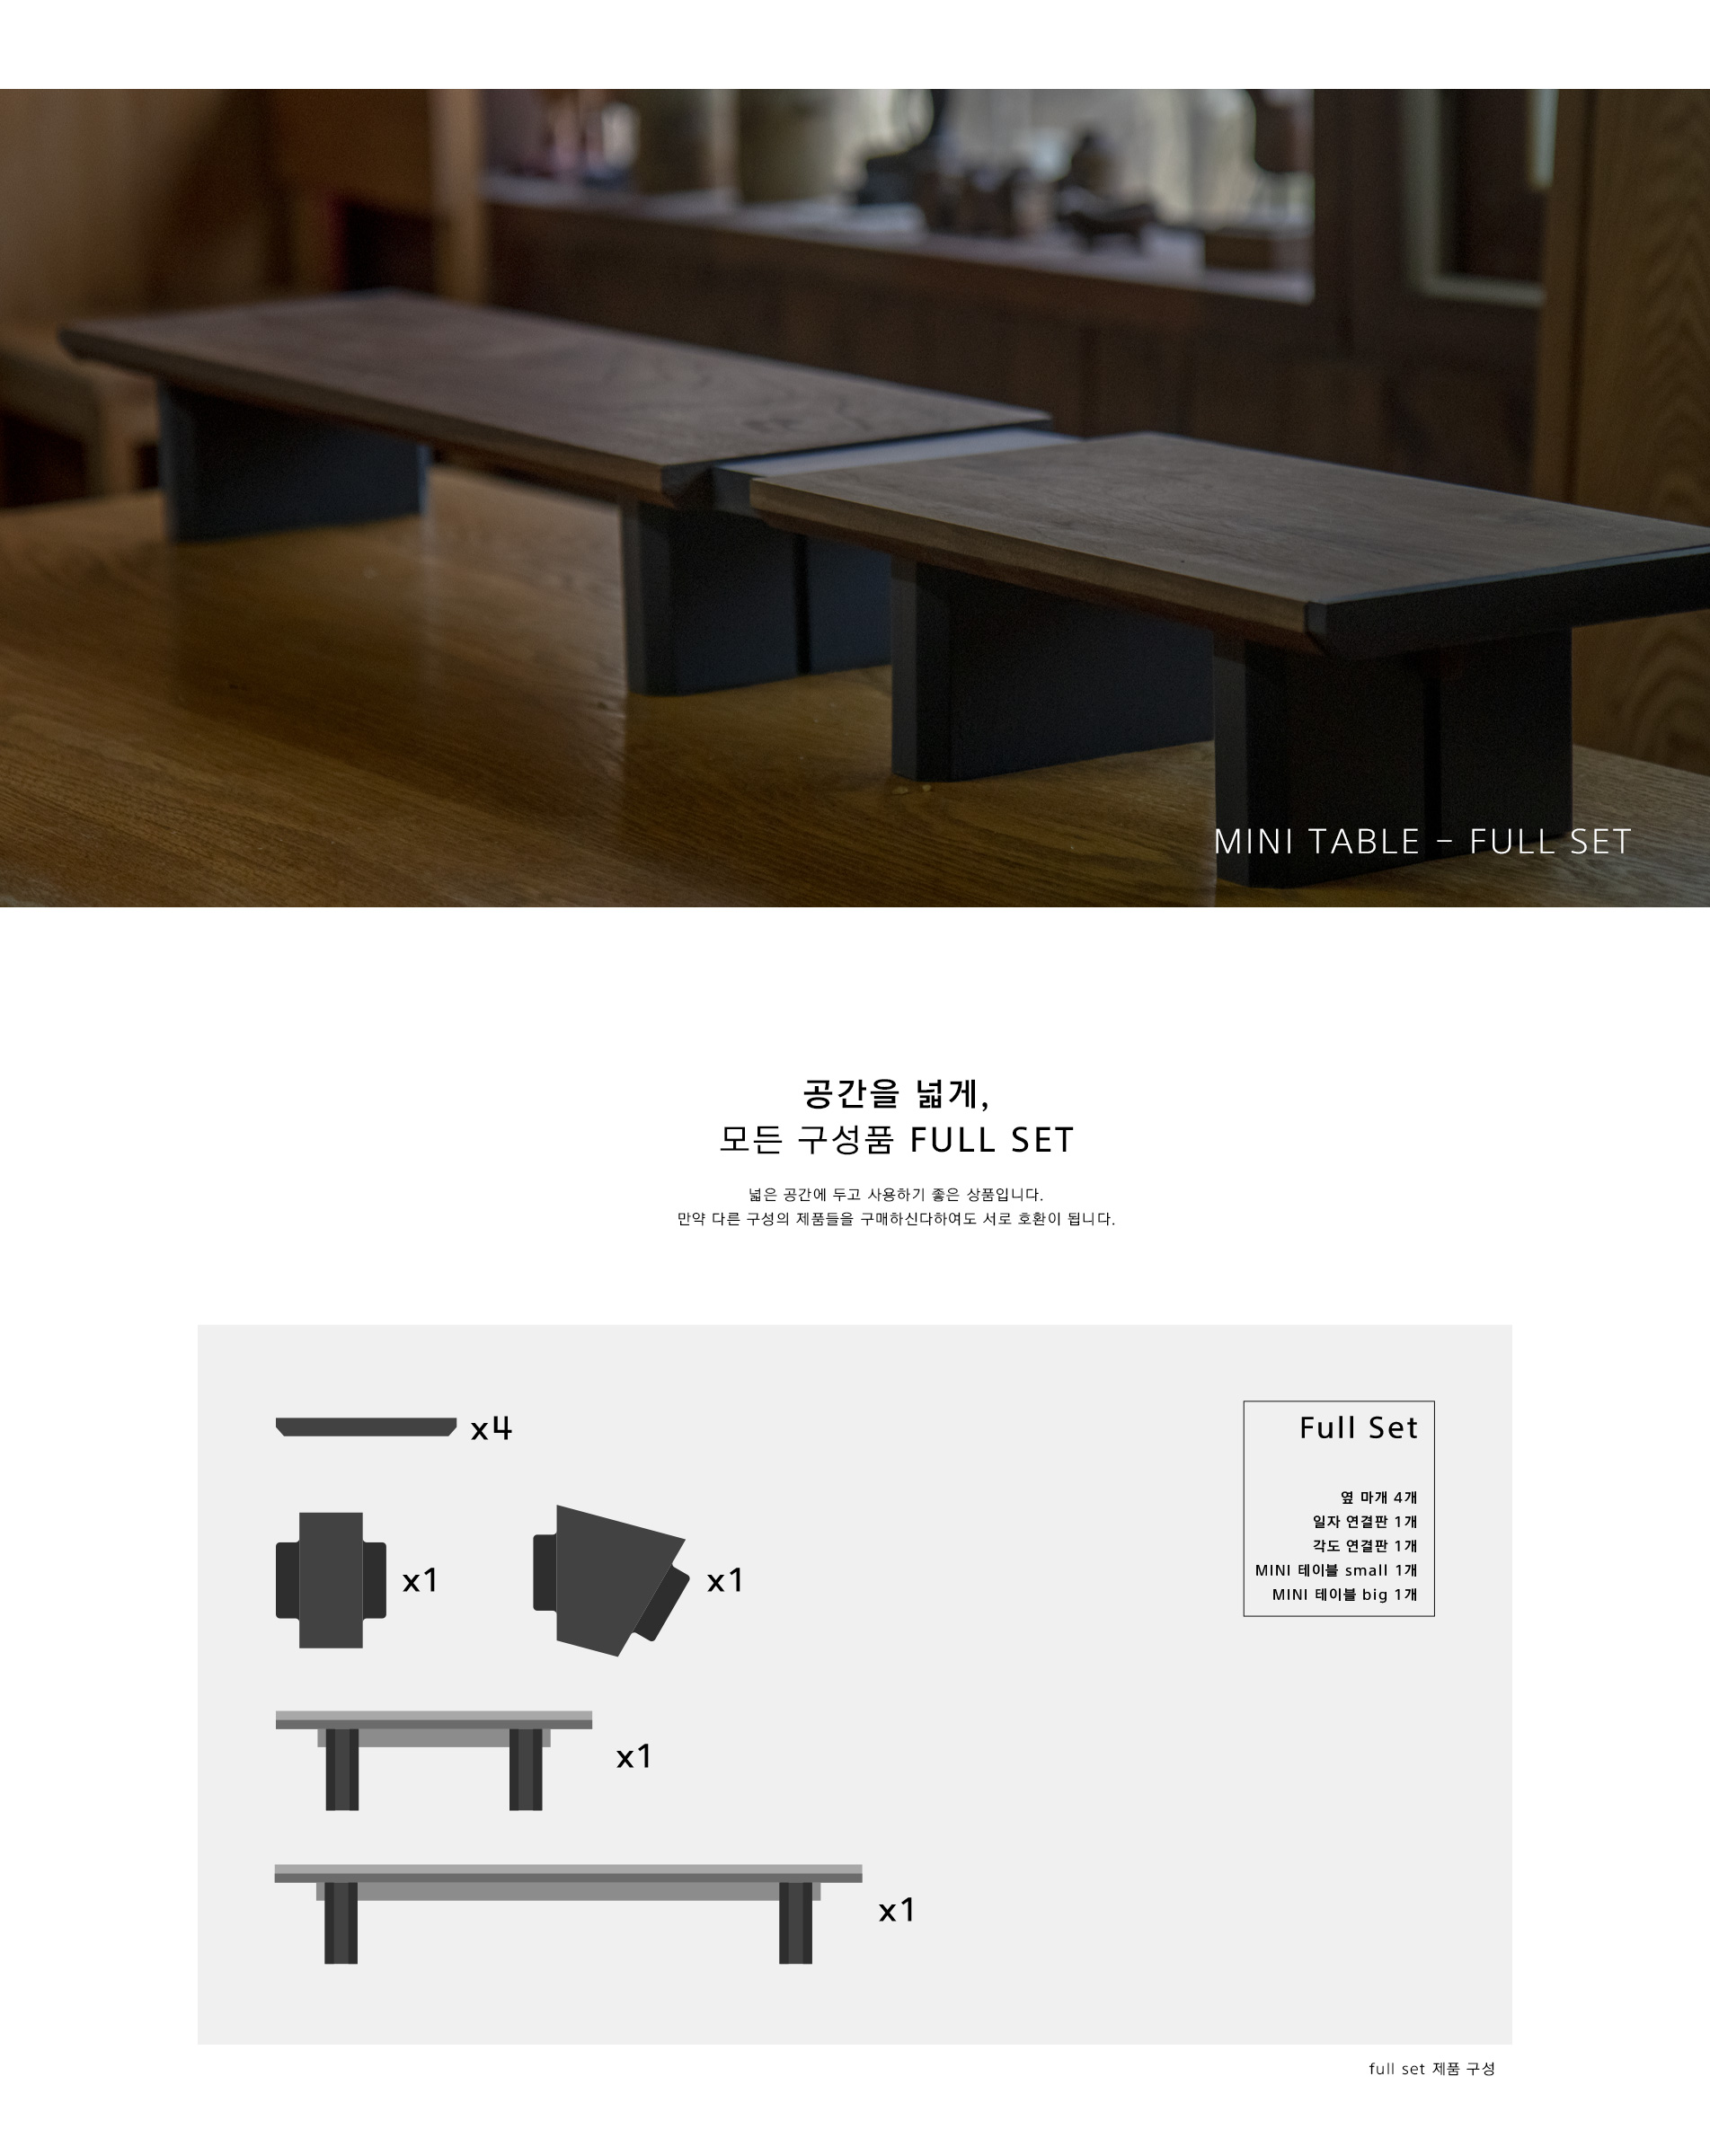 MINI TABLE – FULL SET
공간을 넓게,
모든 구성품 FULL SET
넓은 공간에 두고 사용하기 좋은 상품입니다.
만약 다른 구성의 제품들을 구매하신다하여도 서로 호환이 됩니다.
x4
x1
x1
x1
x1
Full Set
옆 마개 4개
일자 연결판 1개
각도 연결판 1개
MINI 테이블 small 1개
MINI 테이블 big 1개
full set 제품 구성